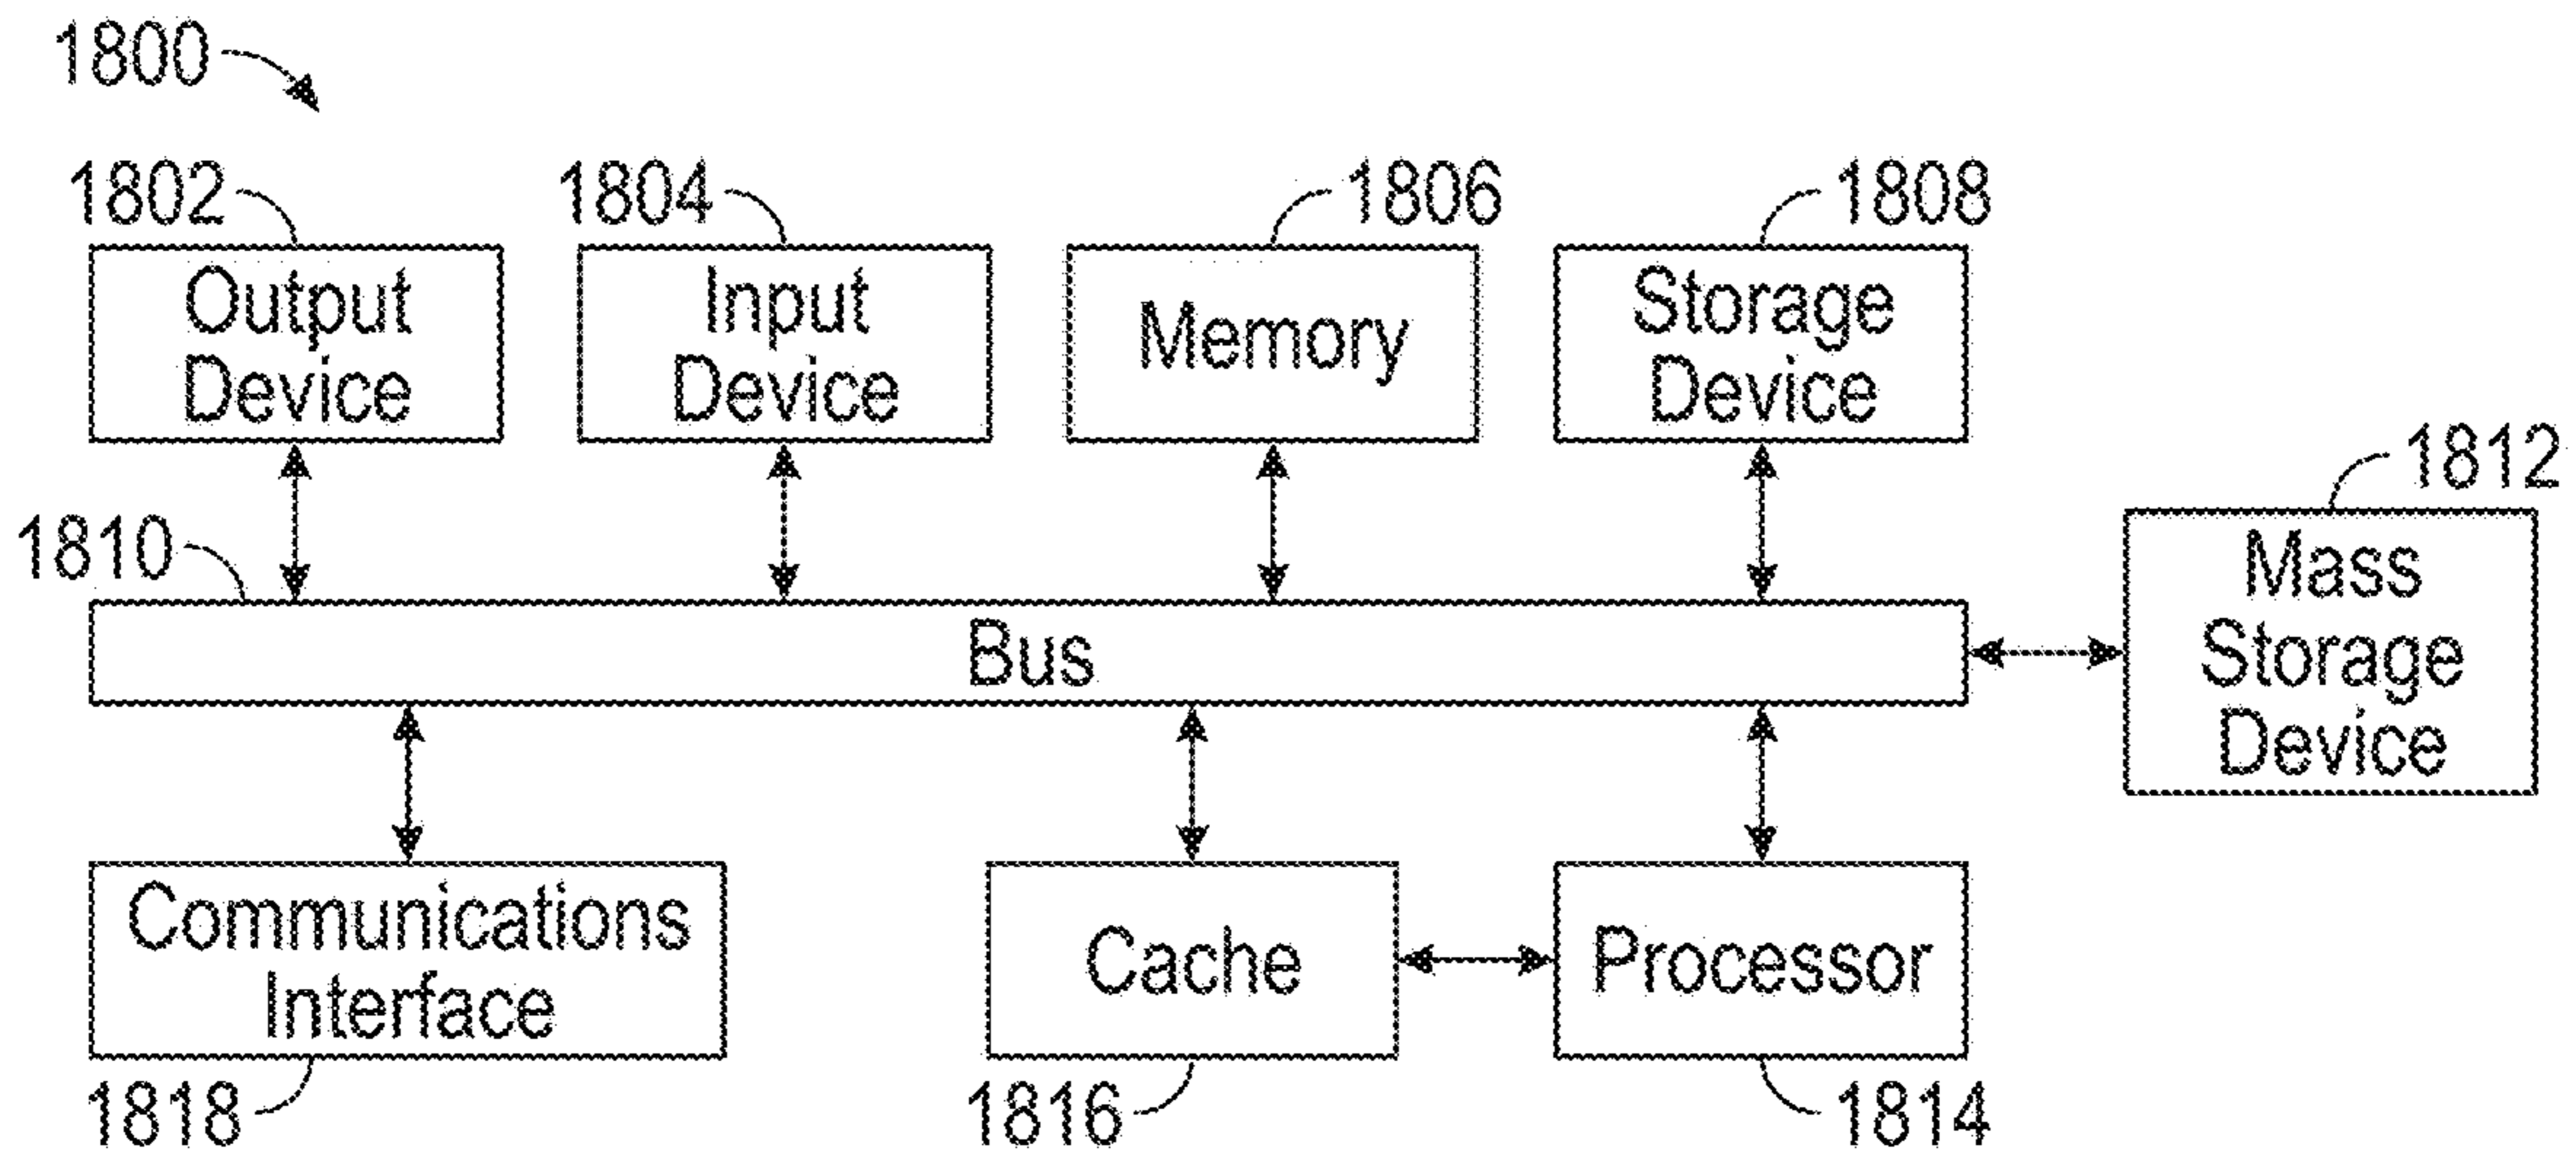 1800
1802
1804
1806
1808
Output
Device
Input
Device
Memory
Storage
Device
1812
1810
Mass
Storage
Device
Bus
Communications
Interface
Cache
Processor
1818
1816
1814